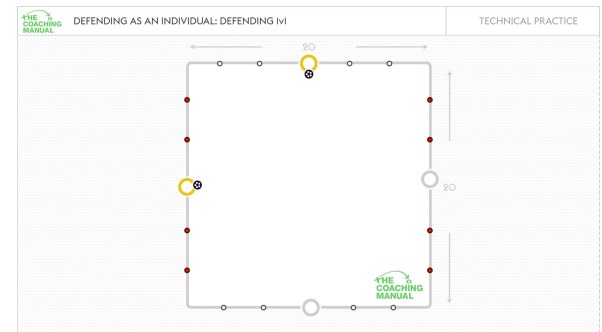 THE
COACHING
MANUAL
DEFENDING AS AN INDIVIDUAL: DEFENDING 1v1
TECHNICAL PRACTICE
20
20
THE
COACHING
MANUAL